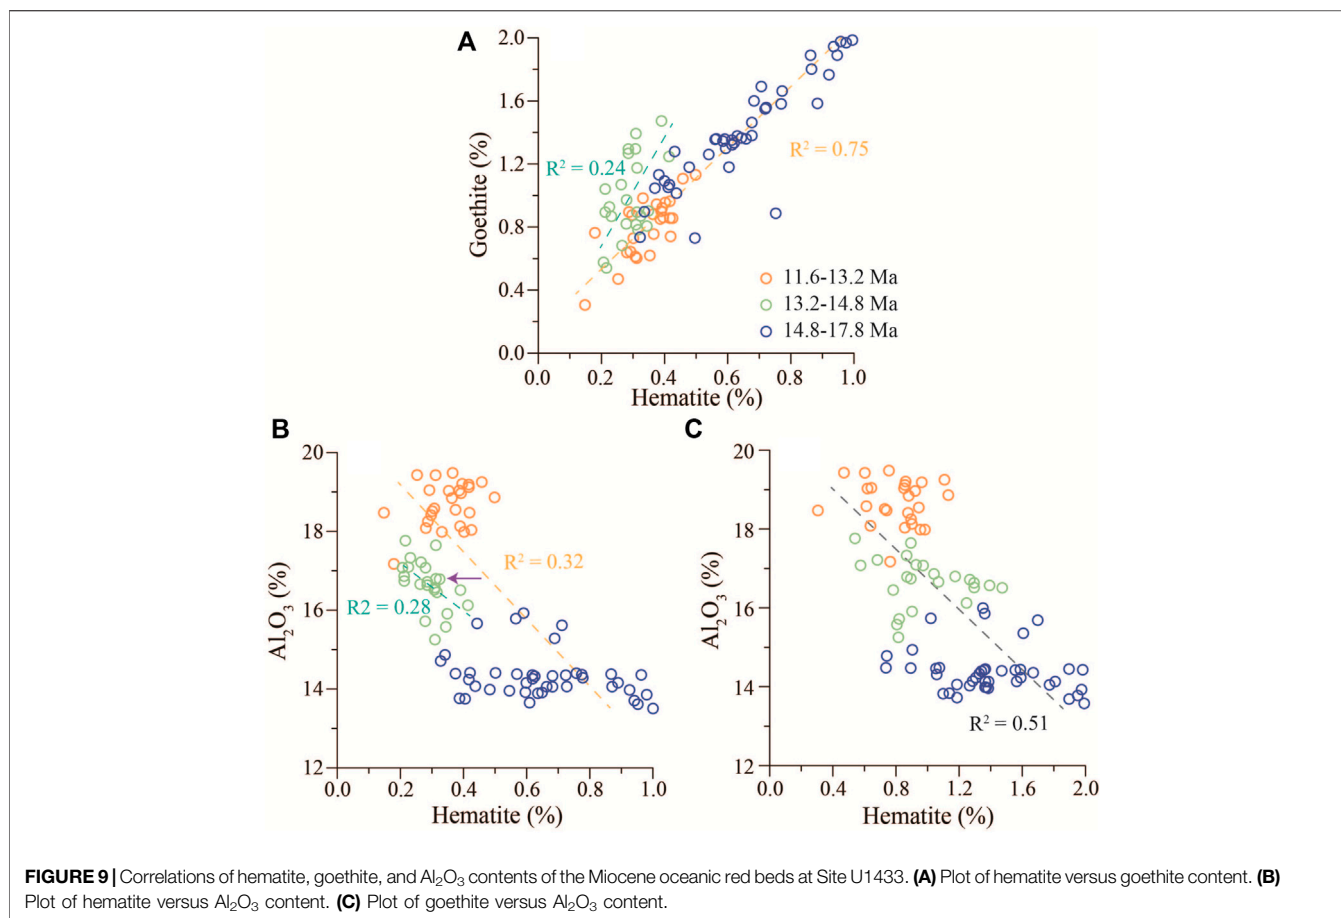 A
2.0
1.6
1.2
0.8
0.4
0.0
Goethite (%)
R² = 0.24
R² = 0.75
11.6-13.2 Ma
13.2-14.8 Ma
14.8-17.8 Ma
0.0 0.2 0.4 0.6 0.8 1.0
Hematite (%)
B
20
18
16
14
12
Al₂O₃ (%)
R² = 0.32
R2 = 0.28
0.0 0.2 0.4 0.6 0.8 1.0
Hematite (%)
C
20
18
16
14
12
Al₂O₃ (%)
R² = 0.51
0.0 0.4 0.8 1.2 1.6 2.0
Hematite (%)
FIGURE 9 | Correlations of hematite, goethite, and Al₂O₃ contents of the Miocene oceanic red beds at Site U1433. (A) Plot of hematite versus goethite content. (B)
Plot of hematite versus Al₂O₃ content. (C) Plot of goethite versus Al₂O₃ content.